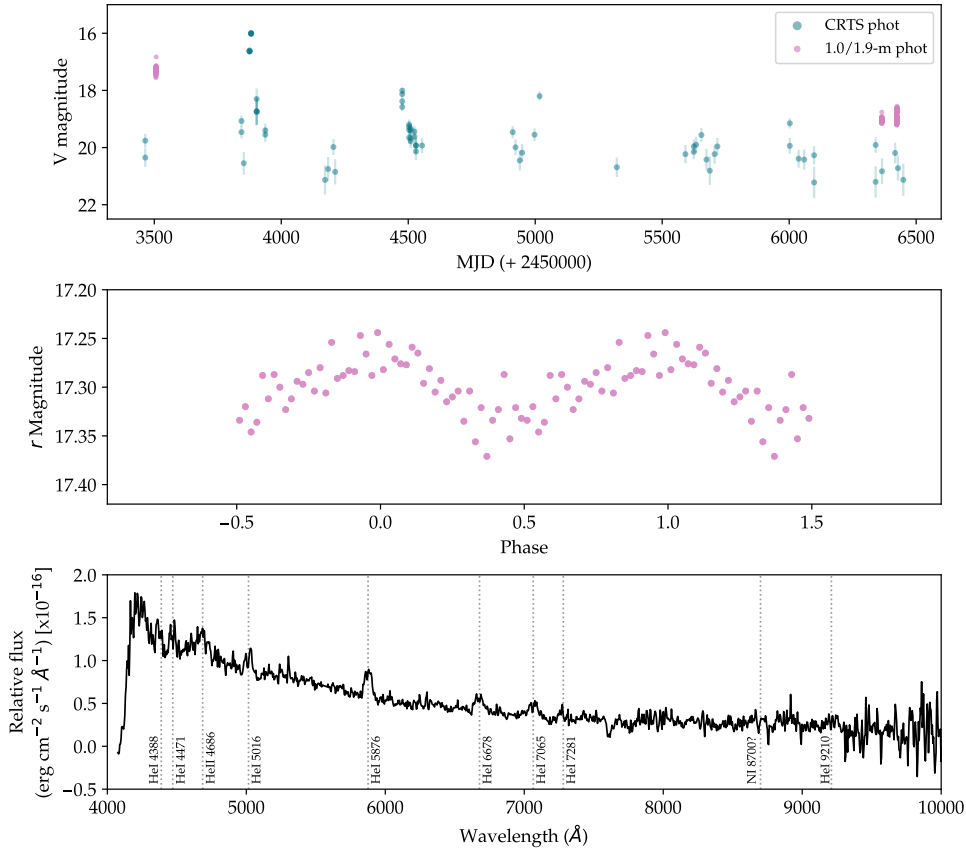 16
18
20
22
V magnitude
CRTS phot
1.0/1.9-m phot
3500
4000
4500
5000
5500
6000
6500
MJD (+ 2450000)
17.20
17.25
17.30
17.35
17.40
r Magnitude
−0.5
0.0
0.5
1.0
1.5
Phase
2.0
1.5
1.0
0.5
0.0
−0.5
Relative flux
(erg cm⁻² s⁻¹ Å⁻¹) [x10⁻¹⁶]
HeI 4388
HeI 4471
HeII 4686
HeI 5016
HeI 5876
HeI 6678
HeI 7065
HeI 7281
NI 8700?
HeI 9210
4000
5000
6000
7000
8000
9000
10000
Wavelength (Å)